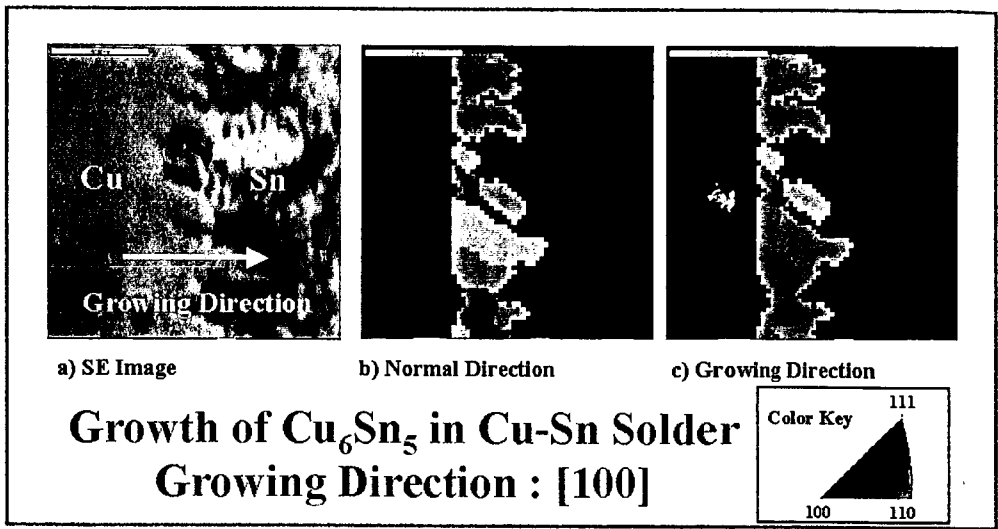 Cu
Sn
Growing Direction
a) SE Image
b) Normal Direction
c) Growing Direction
Growth of Cu₆Sn₅ in Cu-Sn Solder
Growing Direction : [100]
Color Key
111
100
110